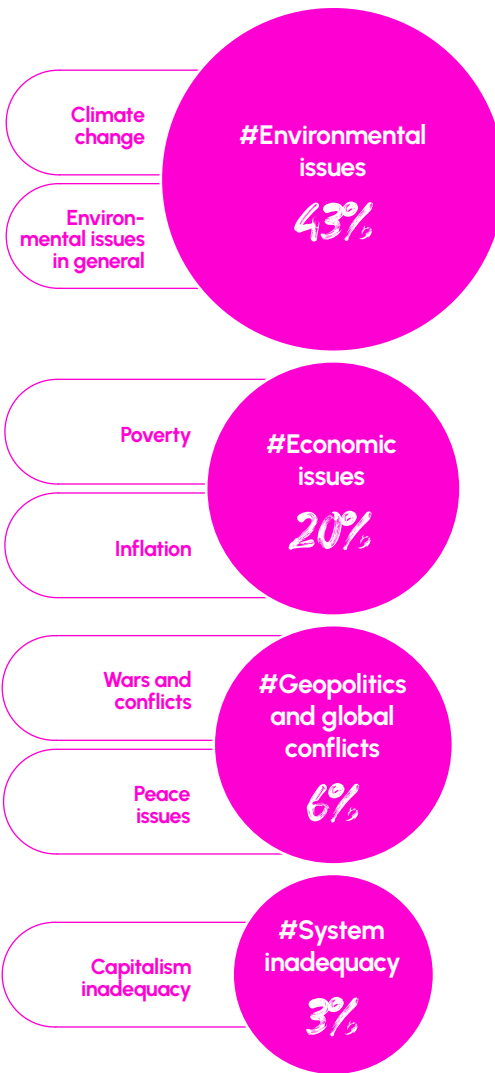 Climate
change
#Environmental
issues
43%
Environ-
mental issues
in general
Poverty
#Economic
issues
20%
Inflation
Wars and
conflicts
#Geopolitics
and global
conflicts
6%
Peace
issues
Capitalism
inadequacy
#System
inadequacy
3%